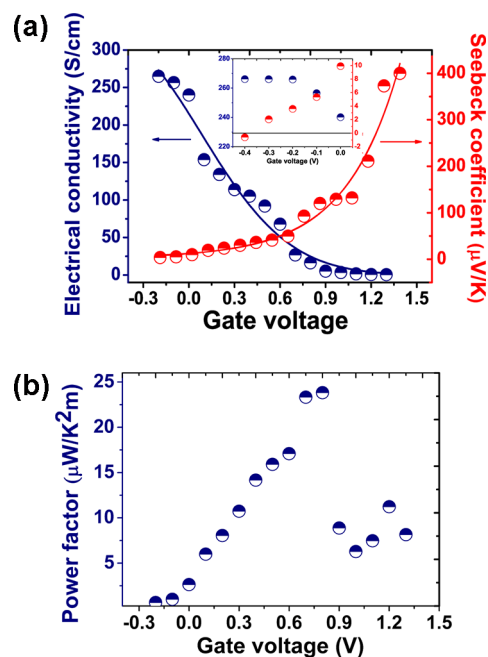 (a)
Electrical conductivity (S/cm)
300
250
200
150
100
50
0
280
260
240
220
10
8
6
4
2
0
-2
-0.4 -0.3 -0.2 -0.1 0.0
Gate voltage (V)
400
300
200
100
0
Seebeck coefficient (μV/K)
-0.3 0.0 0.3 0.6 0.9 1.2 1.5
Gate voltage
(b)
Power factor (μW/K²m)
25
20
15
10
5
-0.3 0.0 0.3 0.6 0.9 1.2 1.5
Gate voltage (V)